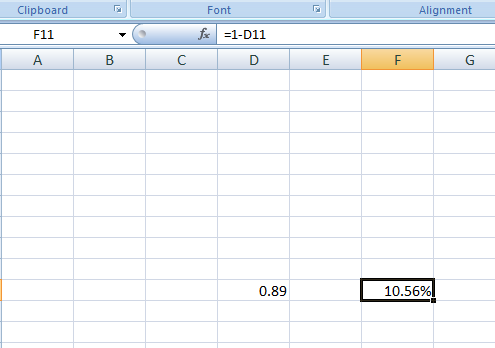 Clipboard Font Alignment
F11 fx =1-D11
A B C D E F G
0.89 10.56%